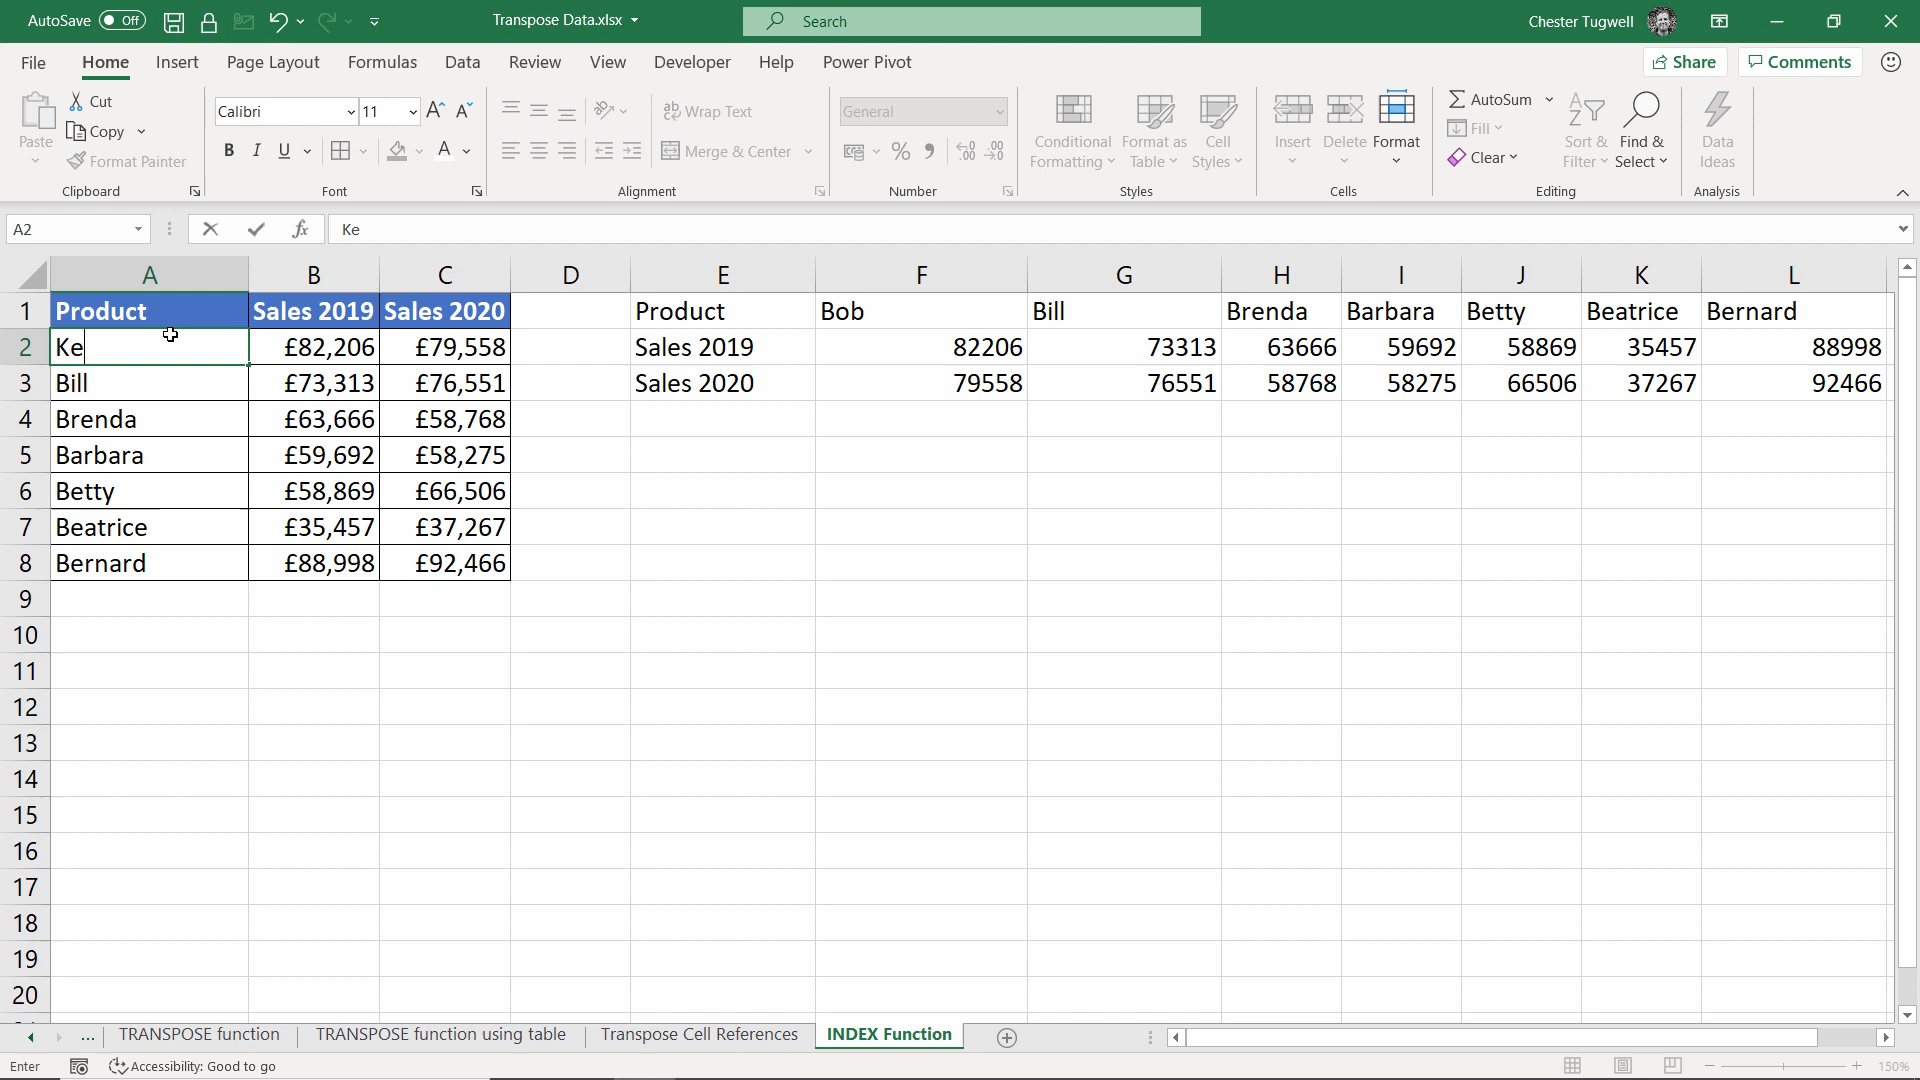 AutoSave Off Transpose Data.xlsx Search Chester Tugwell
File Home Insert Page Layout Formulas Data Review View Developer Help Power Pivot Share Comments
Paste Cut Copy Format Painter
Clipboard
Calibri 11
B I U A
Font
Wrap Text
Merge & Center
Alignment
General
Number
Conditional Formatting Format as Table Cell Styles
Styles
Insert Delete Format
Cells
AutoSum
Fill
Clear
Sort & Filter Find & Select
Editing
Data Ideas
Analysis
A2 fx Ke
A B C D E F G H I J K L
1 Product Sales 2019 Sales 2020 Product Bob Bill Brenda Barbara Betty Beatrice Bernard
2 Ke £82,206 £79,558 Sales 2019 82206 73313 63666 59692 58869 35457 88998
3 Bill £73,313 £76,551 Sales 2020 79558 76551 58768 58275 66506 37267 92466
4 Brenda £63,666 £58,768
5 Barbara £59,692 £58,275
6 Betty £58,869 £66,506
7 Beatrice £35,457 £37,267
8 Bernard £88,998 £92,466
9
10
11
12
13
14
15
16
17
18
19
20
... TRANSPOSE function TRANSPOSE function using table Transpose Cell References INDEX Function
Enter Accessibility: Good to go 150%